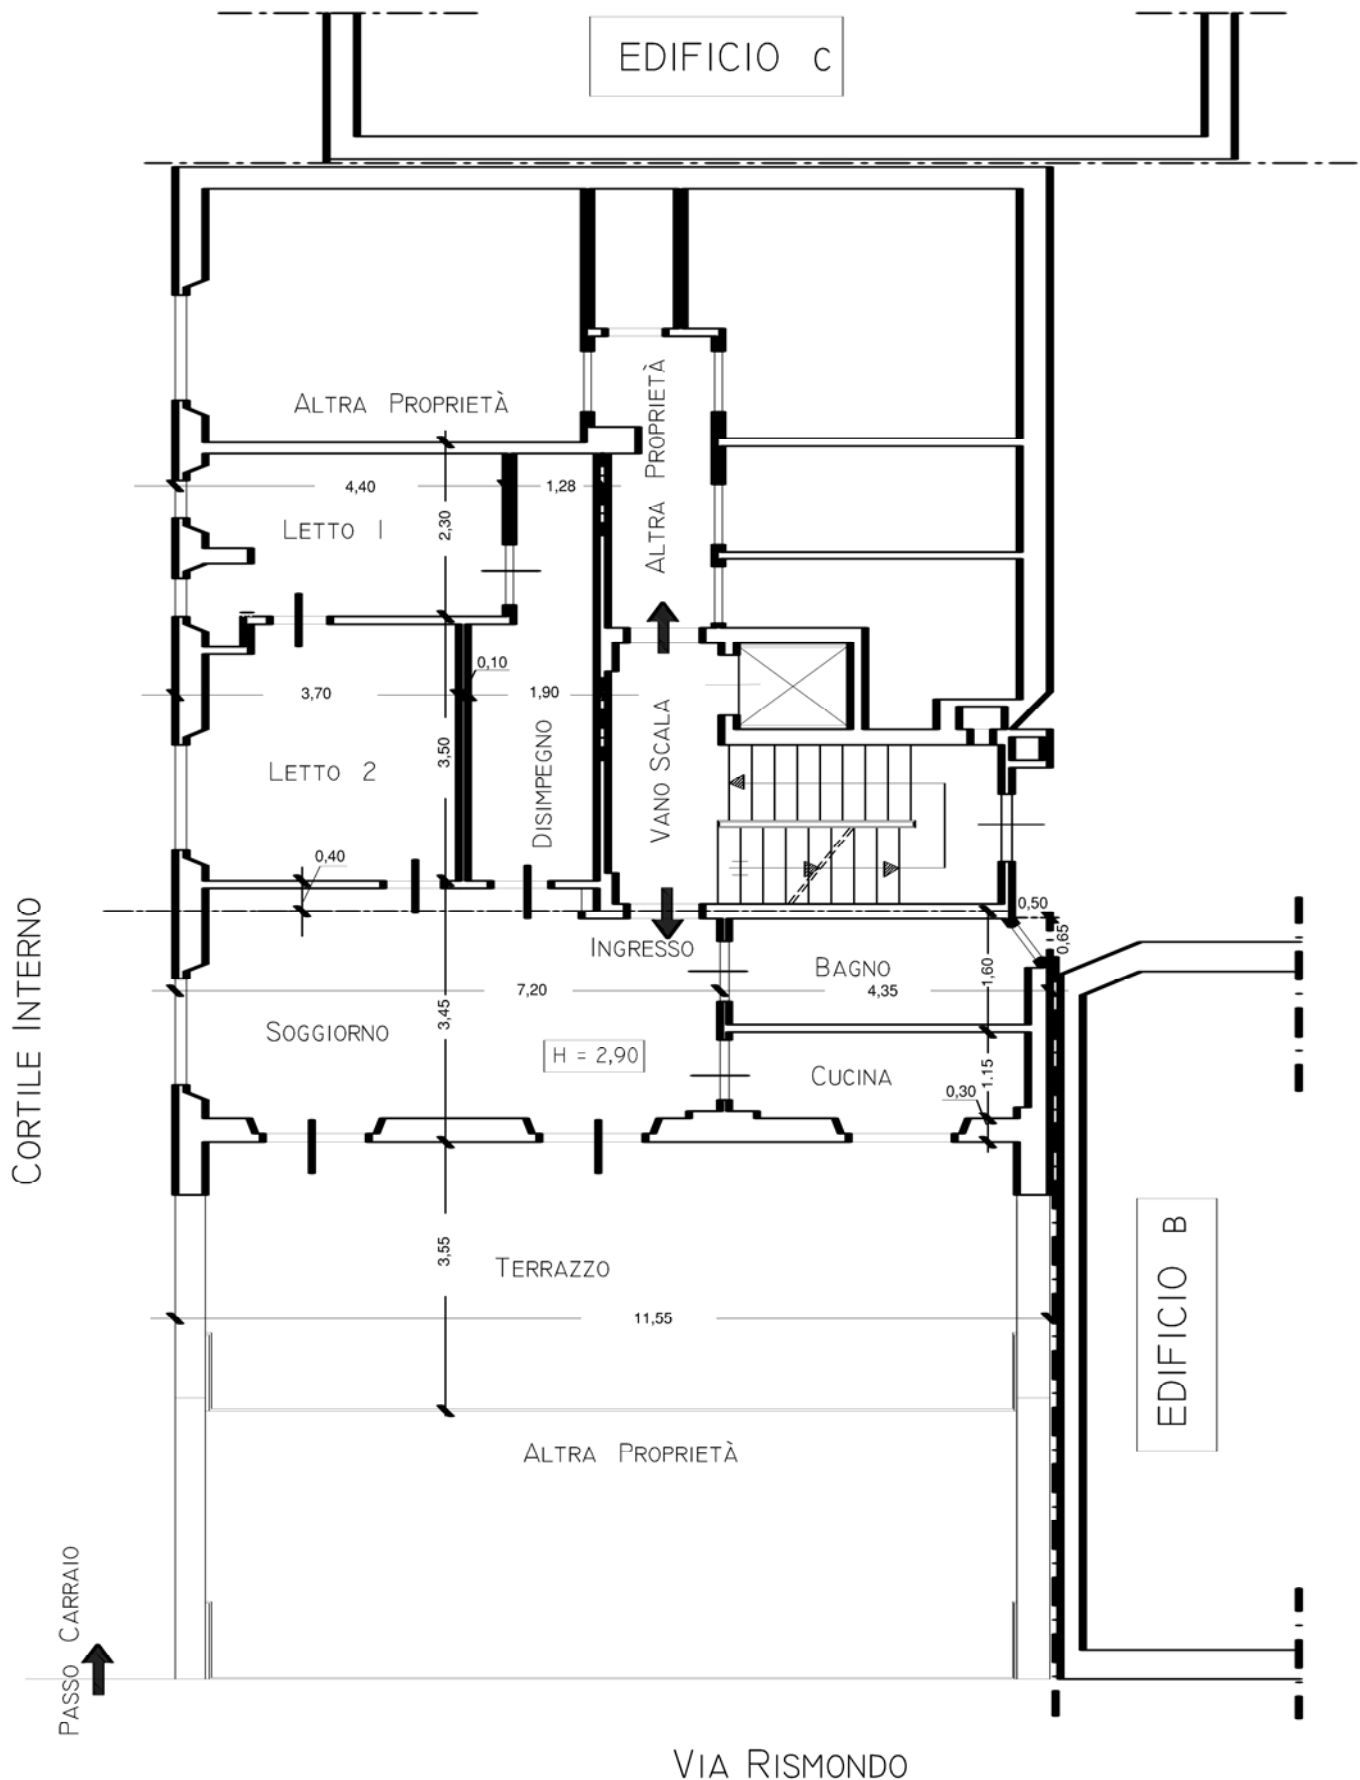 EDIFICIO C
ALTRA PROPRIETÀ
ALTRA PROPRIETÀ
4,40
1,28
LETTO 1
2,30
0,10
3,70
1,90
LETTO 2
3,50
DISIMPEGNO
VANO SCALA
0,40
0,50
0,65
INGRESSO
BAGNO
1,60
7,20
4,35
3,45
SOGGIORNO
H = 2,90
CUCINA
1.15
0,30
CORTILE INTERNO
3,55
TERRAZZO
11,55
EDIFICIO B
ALTRA PROPRIETÀ
PASSO CARRAIO
VIA RISMONDO